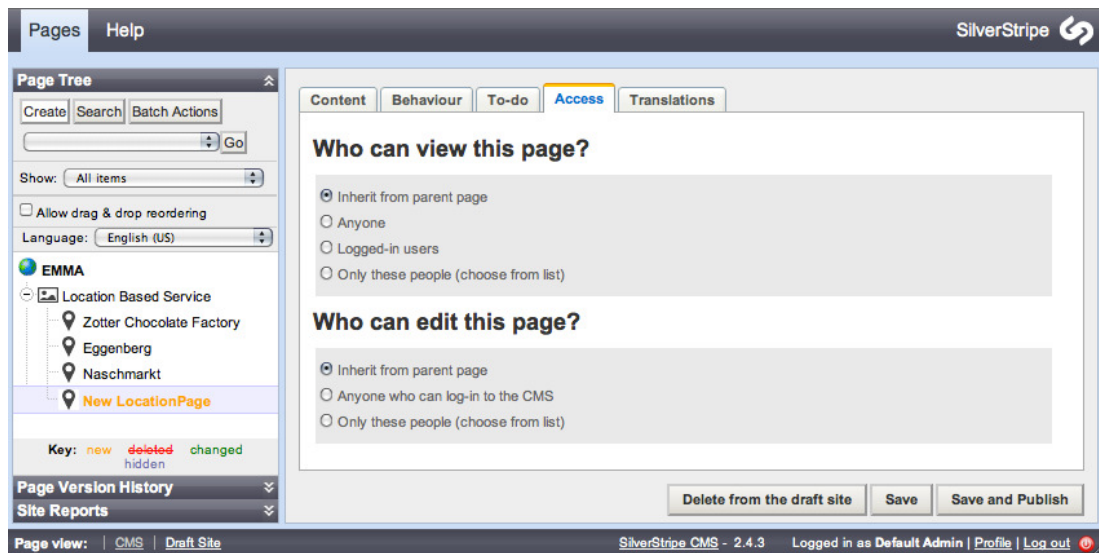 Pages Help SilverStripe
Page Tree
Create Search Batch Actions
Go
Show: All items
Allow drag & drop reordering
Language: English (US)
EMMA
Location Based Service
Zotter Chocolate Factory
Eggenberg
Naschmarkt
New LocationPage
Key: new deleted changed
hidden
Page Version History
Site Reports
Content Behaviour To-do Access Translations
Who can view this page?
Inherit from parent page
Anyone
Logged-in users
Only these people (choose from list)
Who can edit this page?
Inherit from parent page
Anyone who can log-in to the CMS
Only these people (choose from list)
Delete from the draft site Save Save and Publish
Page view: | CMS | Draft Site SilverStripe CMS - 2.4.3 Logged in as Default Admin | Profile | Log out